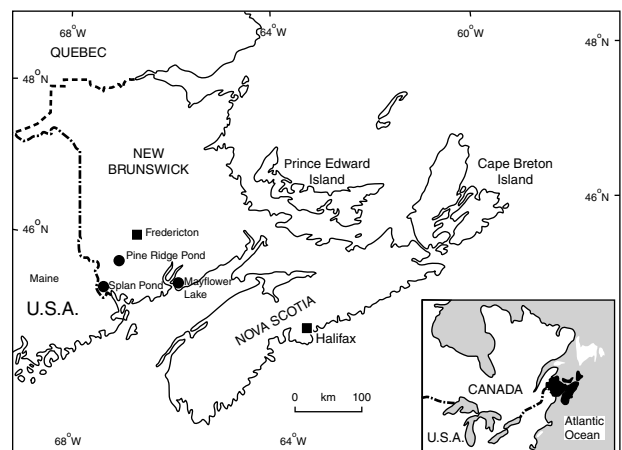 68°W
64°W
60°W
QUEBEC
48°N
48°N
NEW
BRUNSWICK
Prince Edward
Island
Cape Breton
Island
46°N
46°N
Fredericton
Pine Ridge Pond
Maine
Splan Pond
Mayflower
Lake
U.S.A.
NOVA SCOTIA
Halifax
0 km 100
CANADA
U.S.A.
Atlantic
Ocean
68°W
64°W